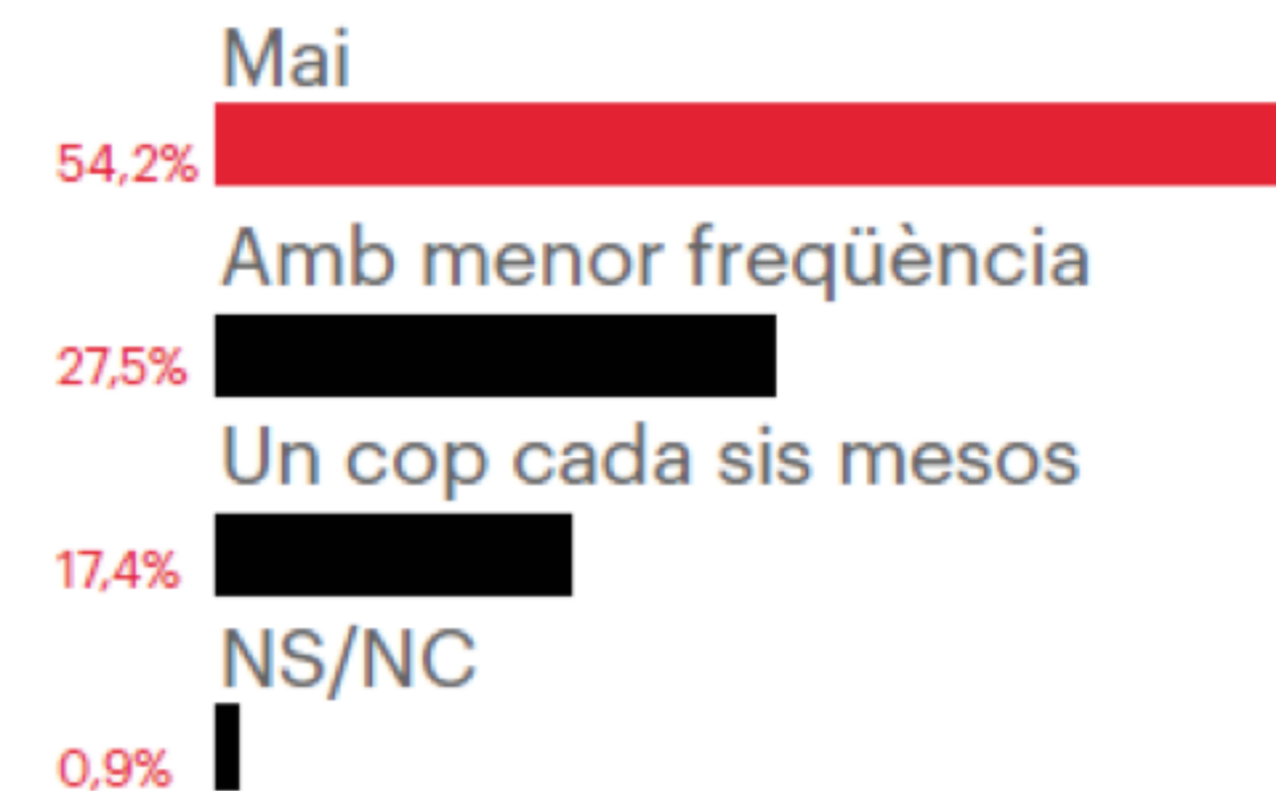 Mai
54,2%
Amb menor freqüència
27,5%
Un cop cada sis mesos
17,4%
NS/NC
0,9%